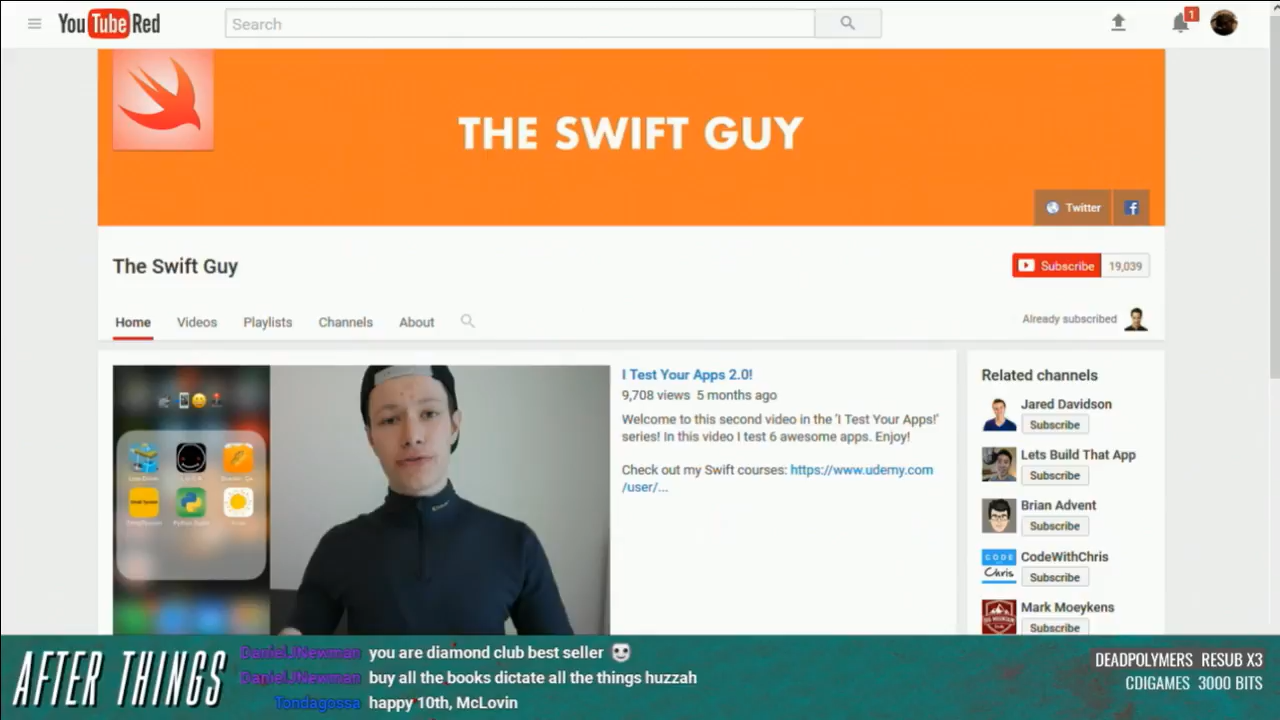 YouTube Red
Search
1
THE SWIFT GUY
Twitter
The Swift Guy
Subscribe 19,039
Home Videos Playlists Channels About
Already subscribed
I Test Your Apps 2.0!
9,708 views 5 months ago
Welcome to this second video in the 'I Test Your Apps!'
series! In this video I test 6 awesome apps. Enjoy!
Check out my Swift courses: https://www.udemy.com
/user/...
Related channels
Jared Davidson
Subscribe
Lets Build That App
Subscribe
Brian Advent
Subscribe
CODE
Chris
CodeWithChris
Subscribe
Mark Moeykens
Subscribe
AFTER THINGS
DanielJNewman you are diamond club best seller
DanielJNewman buy all the books dictate all the things huzzah
Tondagossa happy 10th, McLovin
DEADPOLYMERS RESUB X3
CDIGAMES 3000 BITS